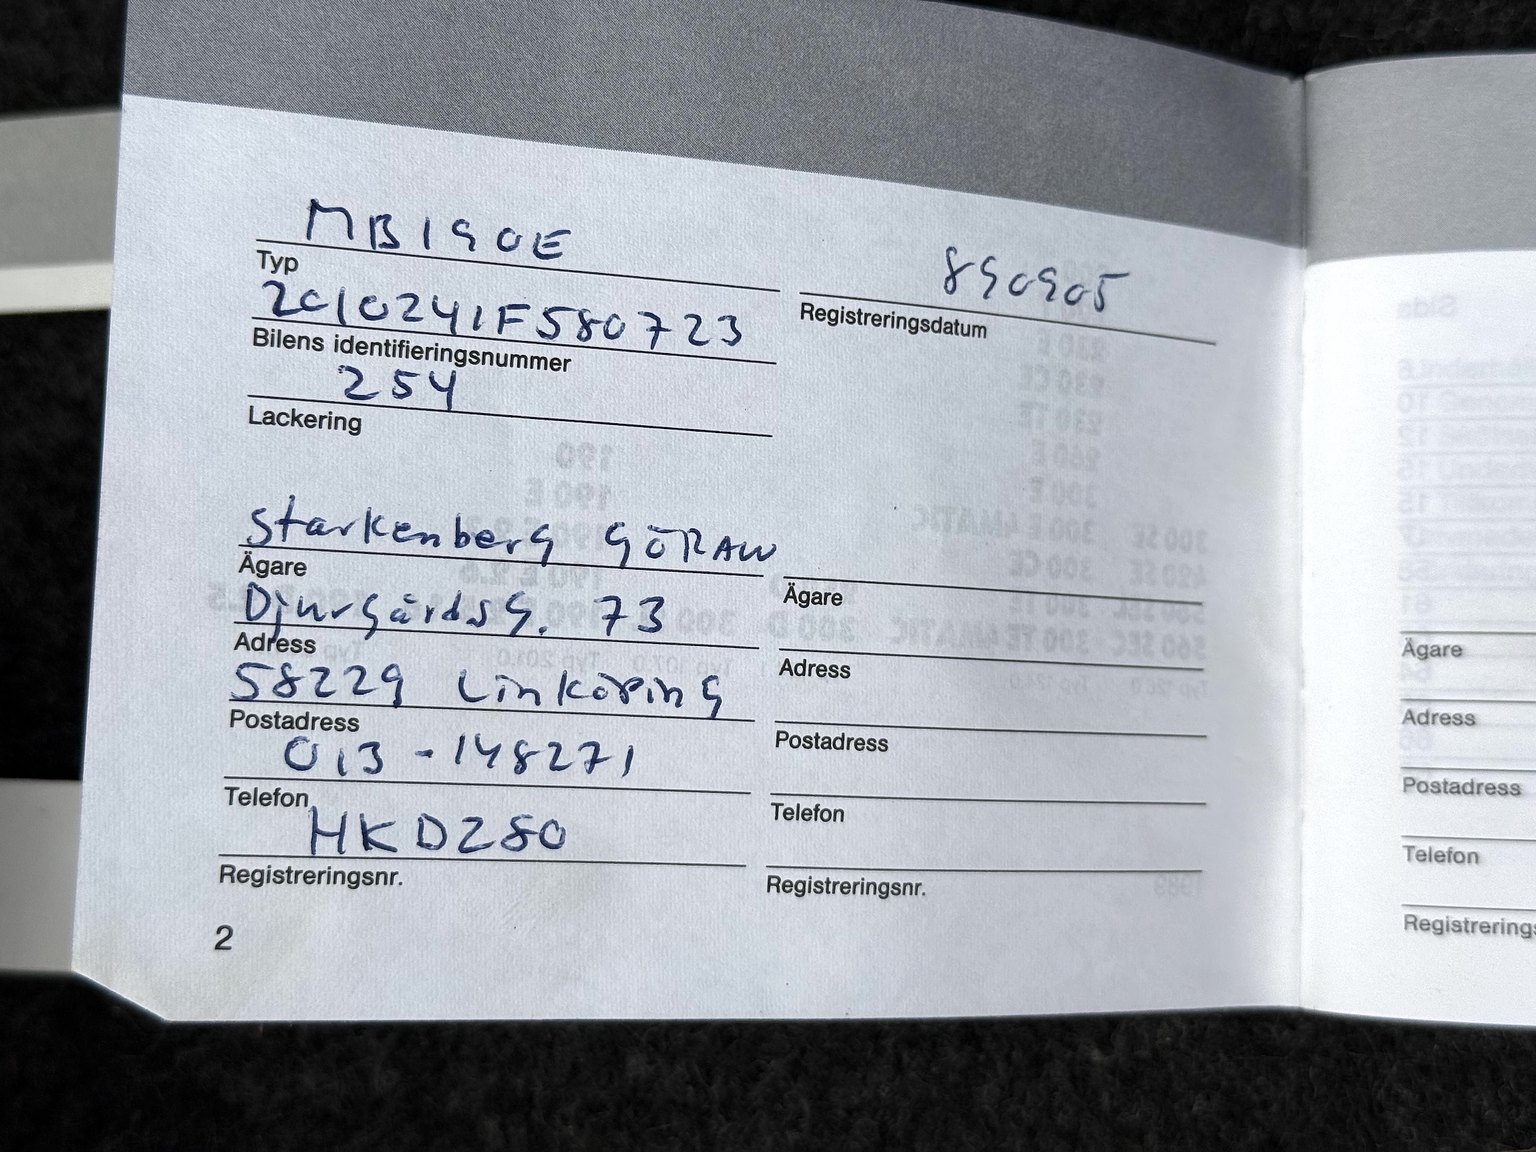 MB190E
Typ
2010241F580723
Bilens identifieringsnummer
254
Lackering
890905
Registreringsdatum
Starkenberg GÖRAN
Ägare
Djurgårdsg. 73
Adress
58229 Linköping
Postadress
013-148271
Telefon
HKD280
Registreringsnr.
Ägare
Adress
Postadress
Telefon
Registreringsnr.
2
Ägare
Adress
Postadress
Telefon